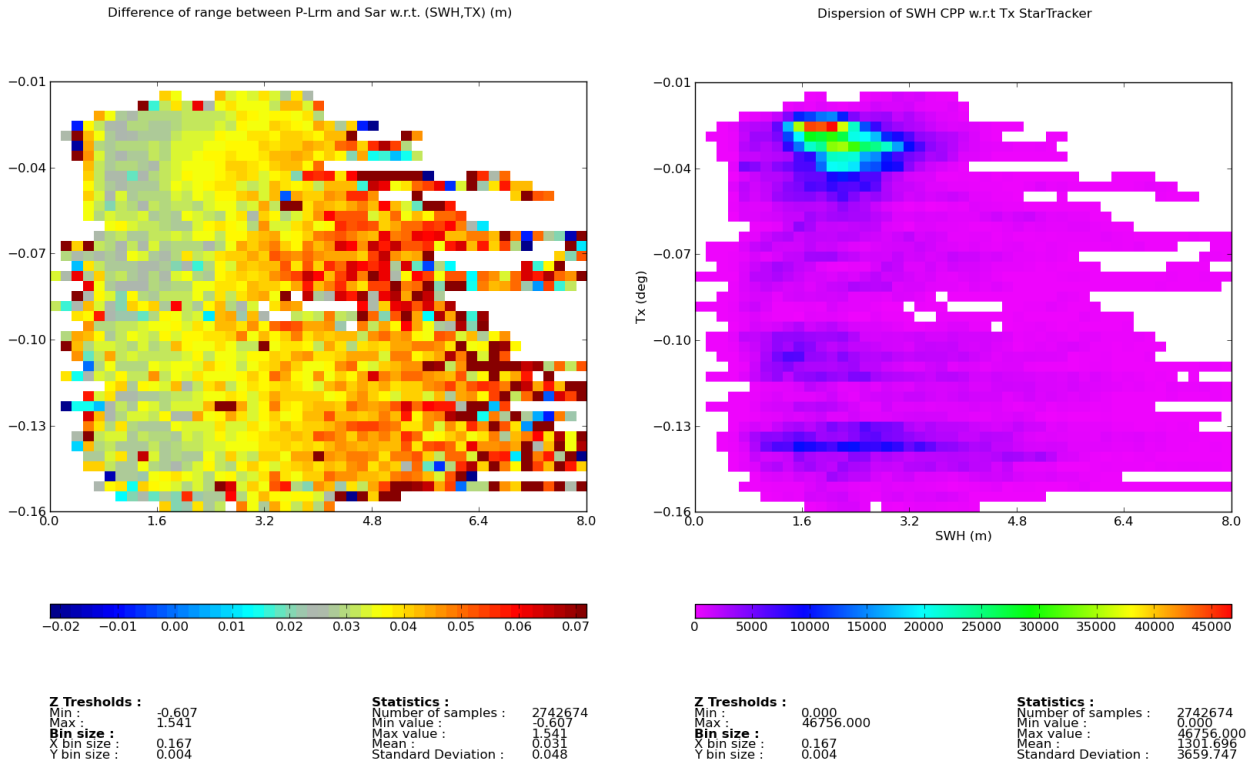 Difference of range between P-Lrm and Sar w.r.t. (SWH,TX) (m)
−0.01
−0.04
−0.07
−0.10
−0.13
−0.16
0.0 1.6 3.2 4.8 6.4 8.0
−0.02 −0.01 0.00 0.01 0.02 0.03 0.04 0.05 0.06 0.07
Z Tresholds :
Min : -0.607
Max : 1.541
Bin size :
X bin size : 0.167
Y bin size : 0.004
Statistics :
Number of samples : 2742674
Min value : -0.607
Max value : 1.541
Mean : 0.031
Standard Deviation : 0.048
Dispersion of SWH CPP w.r.t Tx StarTracker
Tx (deg)
−0.01
−0.04
−0.07
−0.10
−0.13
−0.16
0.0 1.6 3.2 4.8 6.4 8.0
SWH (m)
0 5000 10000 15000 20000 25000 30000 35000 40000 45000
Z Tresholds :
Min : 0.000
Max : 46756.000
Bin size :
X bin size : 0.167
Y bin size : 0.004
Statistics :
Number of samples : 2742674
Min value : 0.000
Max value : 46756.000
Mean : 1301.696
Standard Deviation : 3659.747